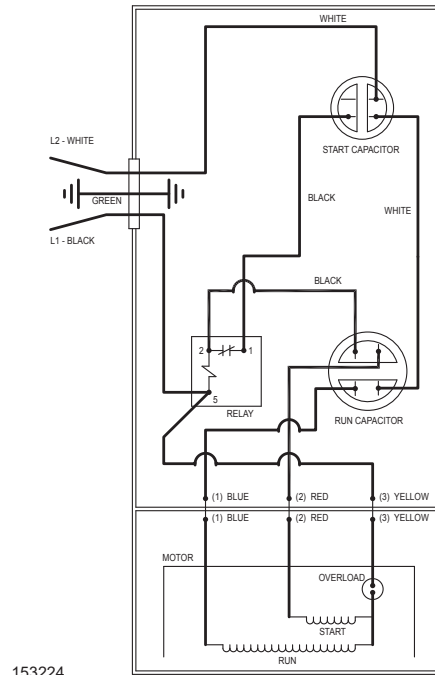 WHITE
L2 - WHITE
START CAPACITOR
GREEN
BLACK
WHITE
L1 - BLACK
BLACK
2
1
5
RELAY
RUN CAPACITOR
(1) BLUE
(2) RED
(3) YELLOW
(1) BLUE
(2) RED
(3) YELLOW
MOTOR
OVERLOAD
START
RUN
153224